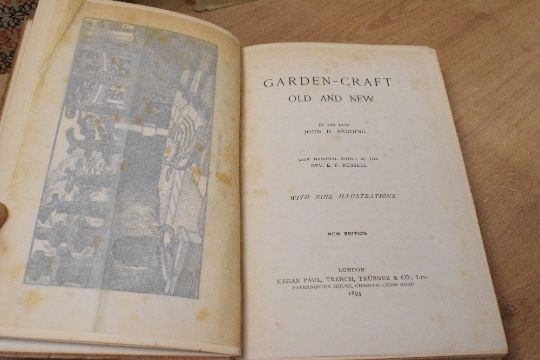 GARDEN-CRAFT
OLD AND NEW
BY THE LATE
JOHN D. SEDDING
WITH MEMORIAL NOTICE BY THE
REV. E. F. RUSSELL
WITH NINE ILLUSTRATIONS
NEW EDITION
LONDON
KEGAN PAUL, TRENCH, TRÜBNER & CO., LTD.
PATERNOSTER HOUSE, CHARING CROSS ROAD
1895